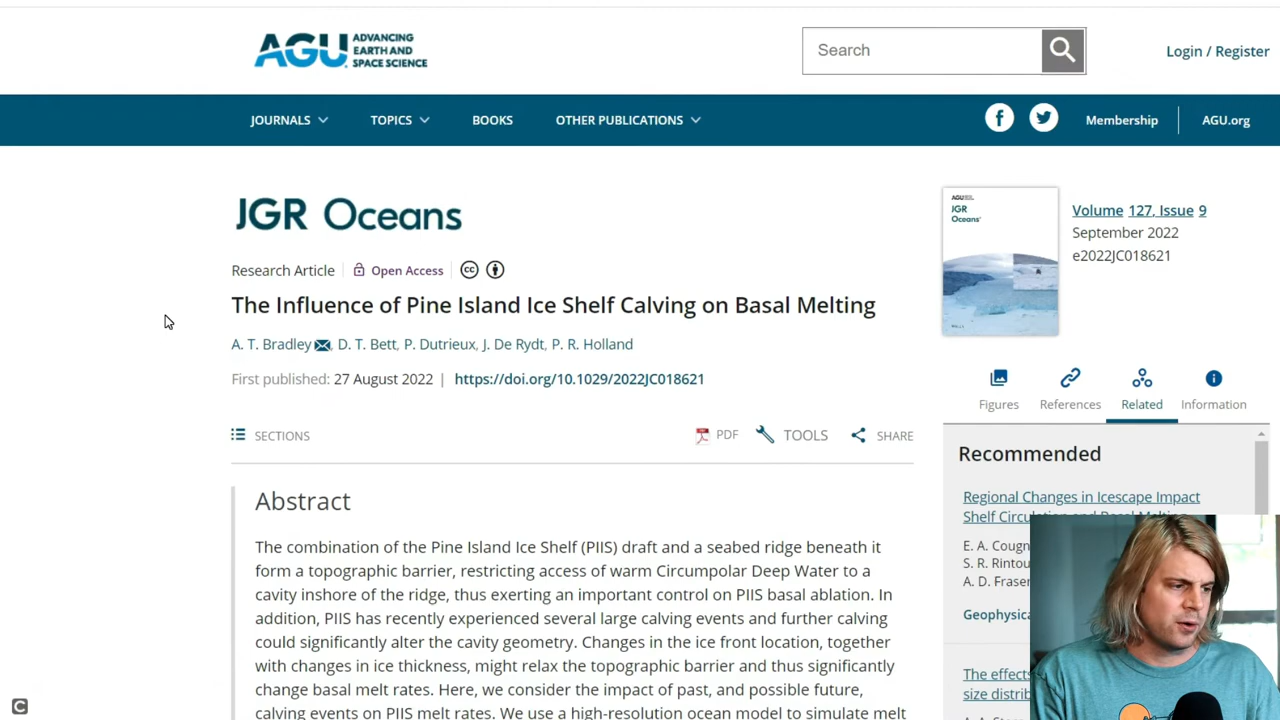 AGU ADVANCING EARTH AND SPACE SCIENCE
Search
Login / Register
JOURNALS
TOPICS
BOOKS
OTHER PUBLICATIONS
Membership
AGU.org
JGR Oceans
Research Article
Open Access
The Influence of Pine Island Ice Shelf Calving on Basal Melting
A. T. Bradley, D. T. Bett, P. Dutrieux, J. De Rydt, P. R. Holland
First published: 27 August 2022 | https://doi.org/10.1029/2022JC018621
SECTIONS
PDF
TOOLS
SHARE
Abstract
The combination of the Pine Island Ice Shelf (PIIS) draft and a seabed ridge beneath it
form a topographic barrier, restricting access of warm Circumpolar Deep Water to a
cavity inshore of the ridge, thus exerting an important control on PIIS basal ablation. In
addition, PIIS has recently experienced several large calving events and further calving
could significantly alter the cavity geometry. Changes in the ice front location, together
with changes in ice thickness, might relax the topographic barrier and thus significantly
change basal melt rates. Here, we consider the impact of past, and possible future,
calving events on PIIS melt rates. We use a high-resolution ocean model to simulate melt
JGR
Oceans
Volume 127, Issue 9
September 2022
e2022JC018621
Figures
References
Related
Information
Recommended
Regional Changes in Icescape Impact
Shelf
E. A. Cougn
S. R. Rintou
A. D. Fraser
Geophysica
The effects
size distrib